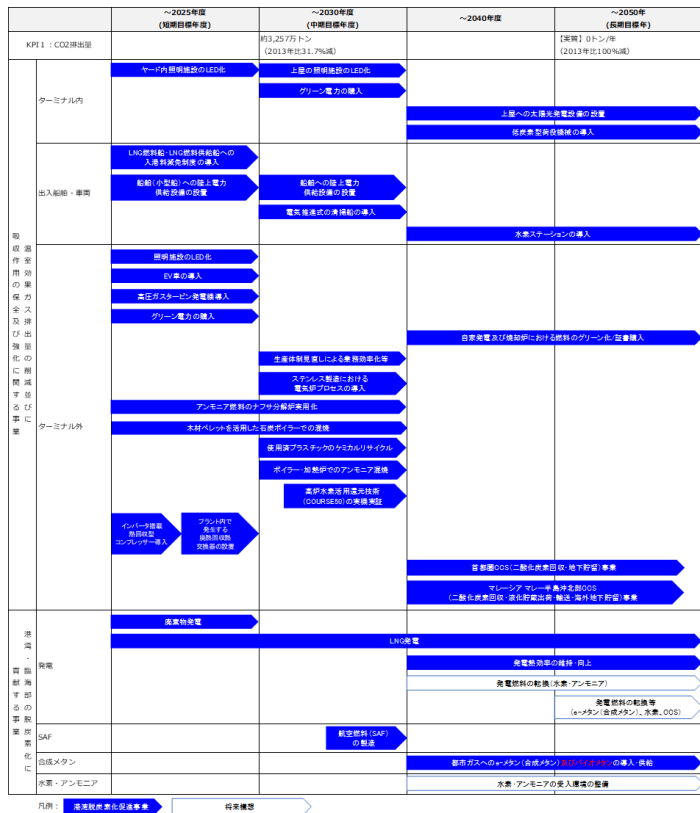 ～2025年度
(短期目標年度)
～2030年度
(中期目標年度)
～2040年度
～2050年
(長期目標年)
KPI 1 ：CO2排出量
約3,257万トン
(2013年比31.7%減)
【実質】0トン/年
(2013年比100%減)
温室効果ガスの排出量の削減並びに
吸収作用の保全及び強化に関する事業
ターミナル内
ヤード内照明施設のLED化
上屋の照明施設のLED化
グリーン電力の購入
上屋への太陽光発電設備の設置
低炭素型荷役機械の導入
出入船舶・車両
LNG燃料船・LNG燃料供給船への
入港料減免制度の導入
船舶(小型船)への陸上電力
供給設備の設置
船舶への陸上電力
供給設備の設置
電気推進式の清掃船の導入
水素ステーションの導入
ターミナル外
照明施設のLED化
EV車の導入
高圧ガスタービン発電機導入
グリーン電力の購入
自家発電及び焼却炉における燃料のグリーン化/証書購入
生産体制見直しによる業務効率化等
ステンレス製造における
電気炉プロセスの導入
アンモニア燃料のナフサ分解炉実用化
木材ペレットを活用した石炭ボイラーでの混焼
使用済プラスチックのケミカルリサイクル
ボイラー・加熱炉でのアンモニア混焼
高炉水素活用還元技術
(COURSE50)の実機実証
インバータ搭載
熱回収型
コンプレッサー導入
プラント内で
発生する
廃熱回収熱
交換器の設置
首都圏CCS(二酸化炭素回収・地下貯留)事業
マレーシア マレー半島沖北部CCS
(二酸化炭素回収・液化貯蔵出荷・輸送・海外地下貯留)事業
港湾・臨海部の脱炭素化に
貢献する事業
発電
廃棄物発電
LNG発電
発電熱効率の維持・向上
発電燃料の転換(水素・アンモニア)
発電燃料の転換等
(e-メタン(合成メタン)、水素、CCS)
SAF
航空燃料(SAF)
の製造
合成メタン
都市ガスへのe-メタン(合成メタン)及びバイオメタンの導入・供給
水素・アンモニア
水素・アンモニアの受入環境の整備
凡例：
港湾脱炭素化促進事業
将来構想